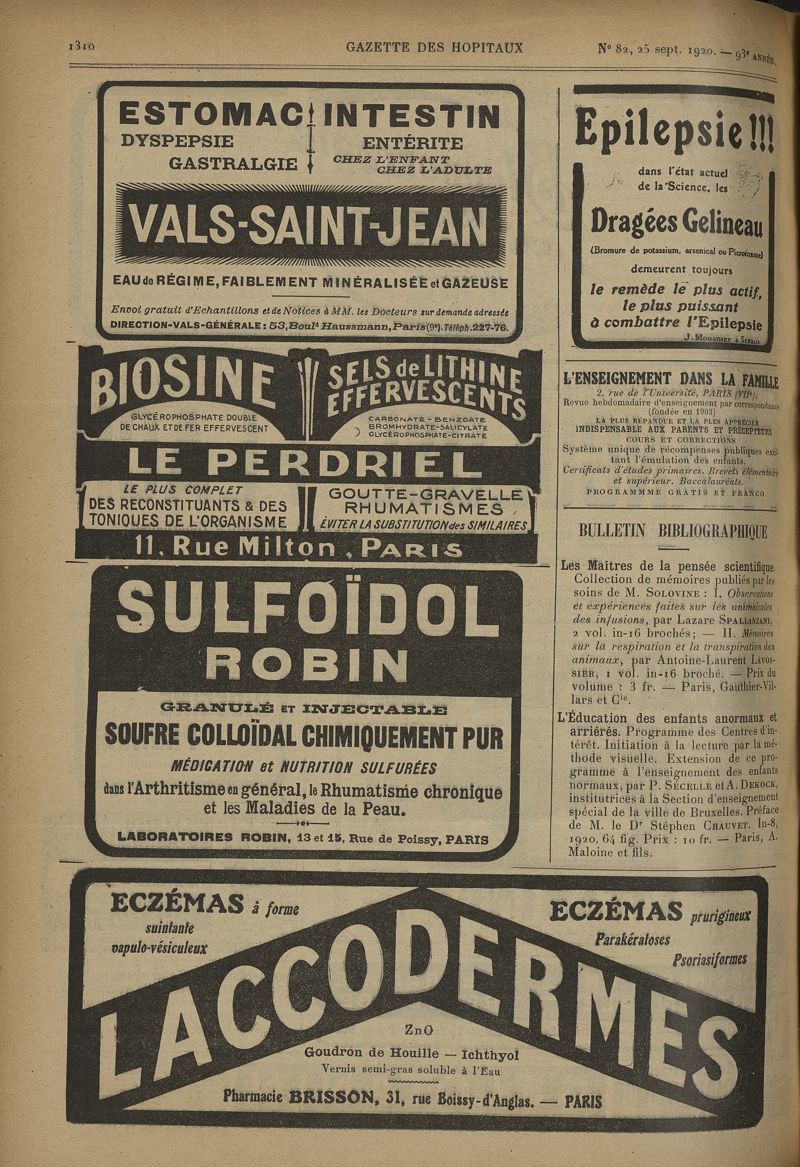 1310
GAZETTE DES HOPITAUX
N° 82, 25 sept. 1920. — 93e ANNÉE.
ESTOMAC INTESTIN
DYSPEPSIE ENTÉRITE
GASTRALGIE CHEZ L'ENFANT
CHEZ L'ADULTE
VALS-SAINT-JEAN
EAU de RÉGIME, FAIBLEMENT MINÉRALISÉE et GAZEUSE
Envoi gratuit d'Echantillons et de Notices à MM. les Docteurs sur demande adressée
DIRECTION-VALS-GÉNÉRALE: 53, Bould Haussmann, Paris (9e). Téléph. 227-76.
BIOSINE
GLYCÉROPHOSPHATE DOUBLE
DE CHAUX ET DE FER EFFERVESCENT
SELS de LITHINE
EFFERVESCENTS
CARBONATE - BENZOATE
BROMHYDRATE-SALICYLATE
GLYCÉROPHOSPHATE-CITRATE
LE PERDRIEL
LE PLUS COMPLET
DES RECONSTITUANTS & DES
TONIQUES DE L'ORGANISME
GOUTTE-GRAVELLE
RHUMATISMES
ÉVITER LA SUBSTITUTION des SIMILAIRES
11, Rue Milton, PARIS
SULFOÏDOL
ROBIN
GRANULÉ ET INJECTABLE
SOUFRE COLLOÏDAL CHIMIQUEMENT PUR
MÉDICATION et NUTRITION SULFURÉES
dans l'Arthritisme en général, le Rhumatisme chronique
et les Maladies de la Peau.
LABORATOIRES ROBIN, 13 et 15, Rue de Poissy, PARIS
Epilepsie!!!
dans l'état actuel
de la Science, les
Dragées Gelineau
(Bromure de potassium, arsenical ou Picrotoxine)
demeurent toujours
le remède le plus actif,
le plus puissant
à combattre l'Epilepsie
J. Mousnier à Sceaux
L'ENSEIGNEMENT DANS LA FAMILLE
2, rue de l'Université, PARIS (VIIe).
Revue hebdomadaire d'enseignement par correspondance
(fondée en 1903)
LA PLUS RÉPANDUE ET LA PLUS APPRÉCIÉE
INDISPENSABLE AUX PARENTS ET PRÉCEPTEURS
COURS ET CORRECTIONS
Système unique de récompenses publiques exci-
tant l'émulation des enfants.
Certificats d'études primaires. Brevets élémentaire
et supérieur. Baccalauréats.
PROGRAMMME GRATIS ET FRANCO
BULLETIN BIBLIOGRAPHIQUE
Les Maîtres de la pensée scientifique.
Collection de mémoires publiés par les
soins de M. SOLOVINE : I. Observations
et expériences faites sur les animalcules
des infusions, par Lazare SPALLANZANI,
2 vol. in-16 brochés; — II. Mémoires
sur la respiration et la transpiration des
animaux, par Antoine-Laurent LAVOI-
SIER, 1 vol. in-16 broché. — Prix du
volume : 3 fr. — Paris, Gauthier-Vil-
lars et Cie.
L'Éducation des enfants anormaux et
arriérés. Programme des Centres d'in-
térêt. Initiation à la lecture par la mé-
thode visuelle. Extension de ce pro-
gramme à l'enseignement des enfants
normaux, par P. SECELLE et A. DEKOCK,
institutrices à la Section d'enseignement
spécial de la ville de Bruxelles. Préface
de M. le Dr Stéphen CHAUVET. In-8,
1920, 64 fig. Prix : 10 fr. — Paris, A.
Maloine et fils.
ECZÉMAS à forme
suintante
vapulo-vésiculeux
ECZÉMAS prurigineux
Parakératoses
Psoriasiformes
LACCODERMES
ZnO
Goudron de Houille — Ichthyol
Vernis semi-gras soluble à l'Eau
Pharmacie BRISSON, 31, rue Boissy-d'Anglas. — PARIS